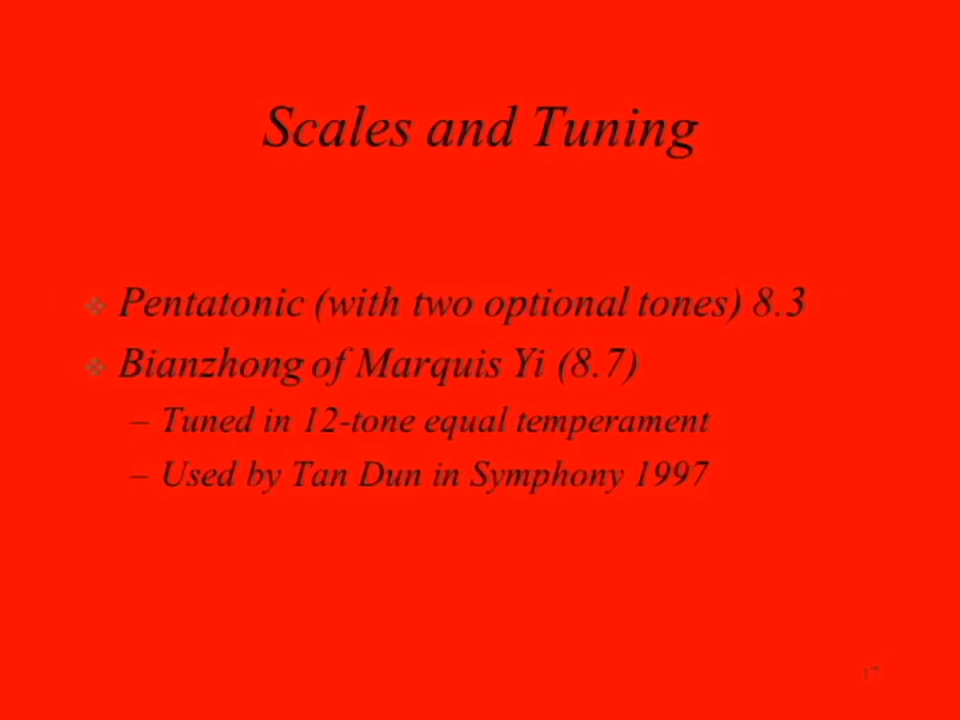 Scales and Tuning
❖ Pentatonic (with two optional tones) 8.3
❖ Bianzhong of Marquis Yi (8.7)
– Tuned in 12-tone equal temperament
– Used by Tan Dun in Symphony 1997
17